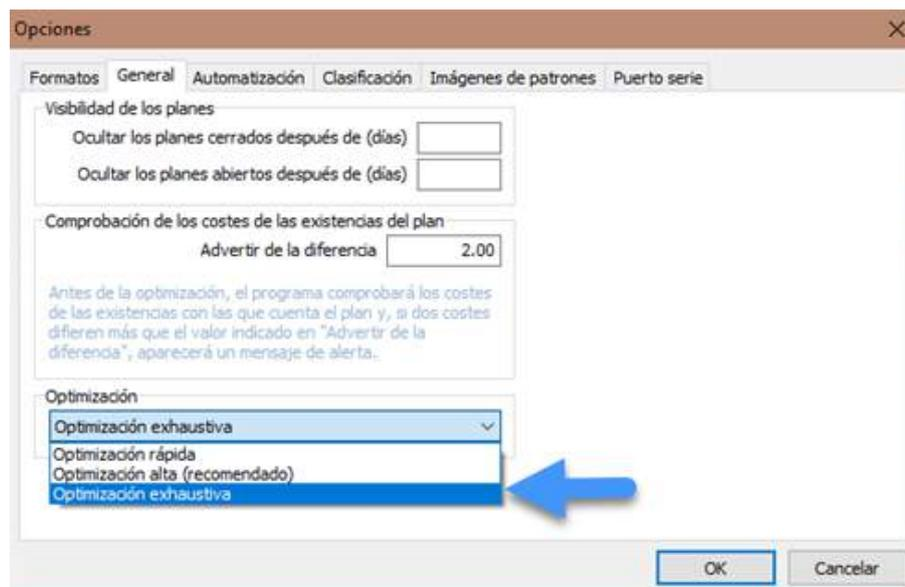 Opciones
Formatos General Automatización Clasificación Imágenes de patrones Puerto serie
Visibilidad de los planes
Ocultar los planes cerrados después de (días)
Ocultar los planes abiertos después de (días)
Comprobación de los costes de las existencias del plan
Advertir de la diferencia 2.00
Antes de la optimización, el programa comprobará los costes
de las existencias con las que cuenta el plan y, si dos costes
difieren más que el valor indicado en "Advertir de la
diferencia", aparecerá un mensaje de alerta.
Optimización
Optimización exhaustiva
Optimización rápida
Optimización alta (recomendado)
Optimización exhaustiva
OK Cancelar